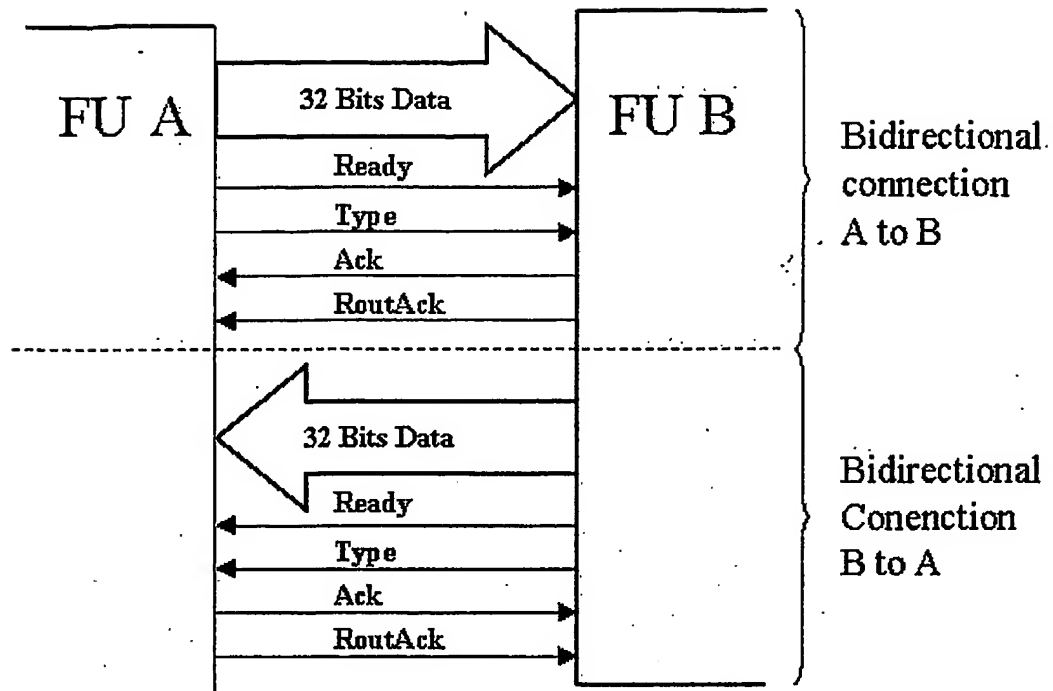 FU A
32 Bits Data
FU B
Ready
Type
Ack
RoutAck
Bidirectional
connection
A to B
32 Bits Data
Ready
Type
Ack
RoutAck
Bidirectional
Conenction
B to A